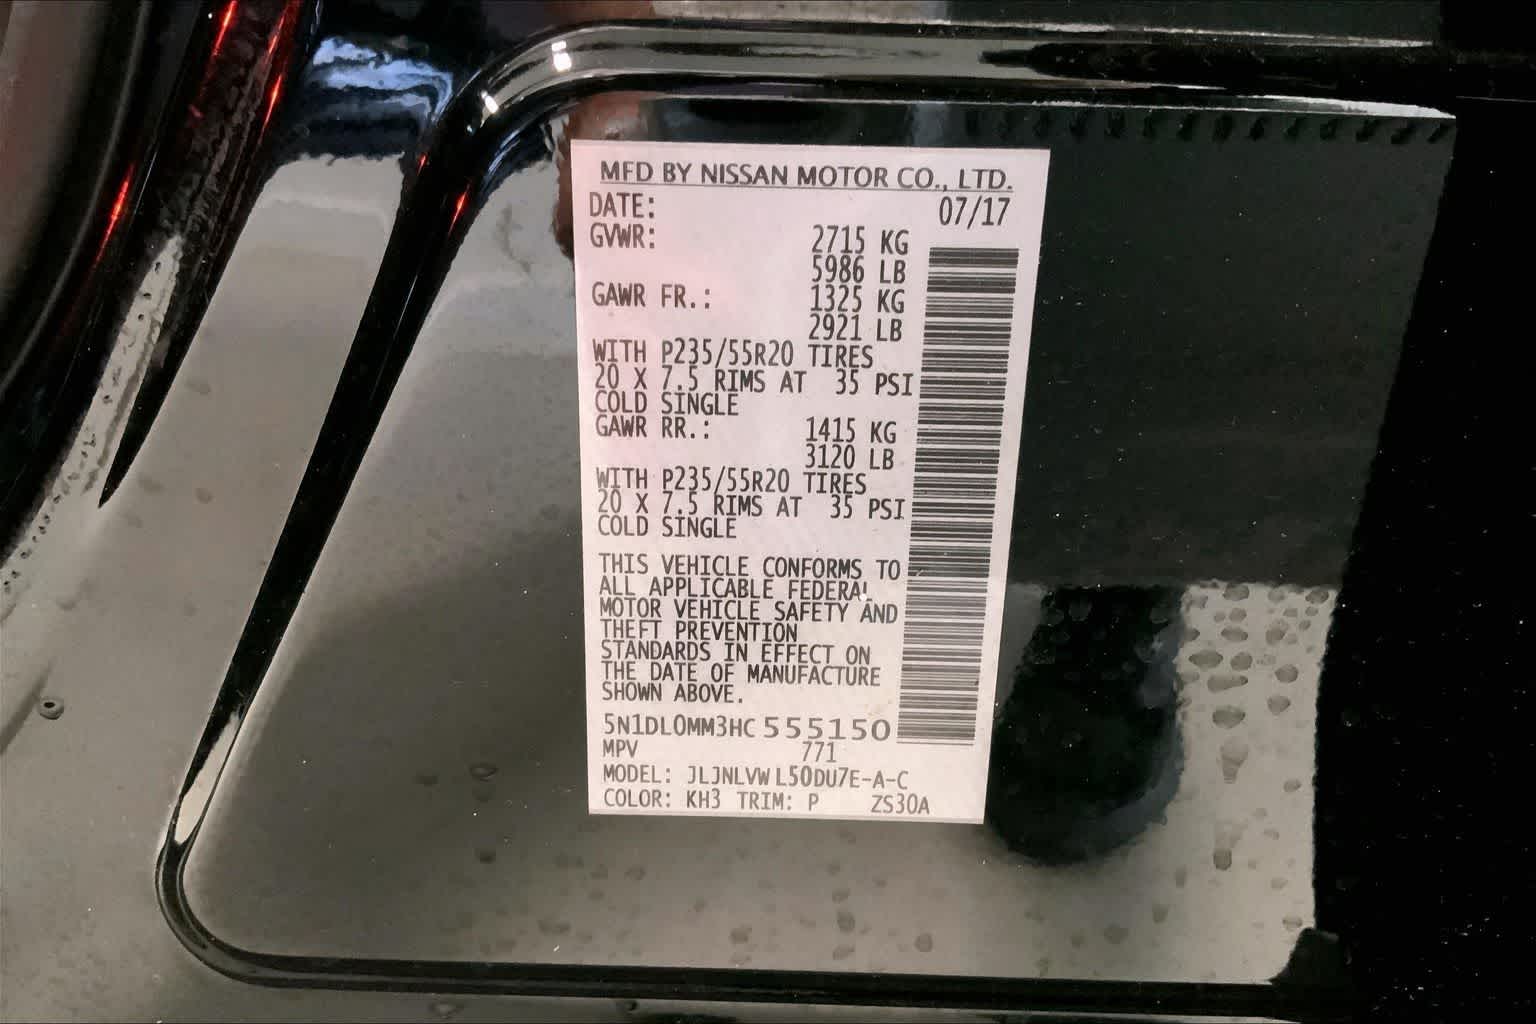 MFD BY NISSAN MOTOR CO., LTD.
DATE: 07/17
GVWR: 2715 KG
5986 LB
GAWR FR.: 1325 KG
2921 LB
WITH P235/55R20 TIRES
20 X 7.5 RIMS AT 35 PSI
COLD SINGLE
GAWR RR.: 1415 KG
3120 LB
WITH P235/55R20 TIRES
20 X 7.5 RIMS AT 35 PSI
COLD SINGLE
THIS VEHICLE CONFORMS TO
ALL APPLICABLE FEDERAL
MOTOR VEHICLE SAFETY AND
THEFT PREVENTION
STANDARDS IN EFFECT ON
THE DATE OF MANUFACTURE
SHOWN ABOVE.
5N1DL0MM3HC555150
MPV 771
MODEL: JLJNLVWL50DU7E-A-C
COLOR: KH3 TRIM: P ZS30A